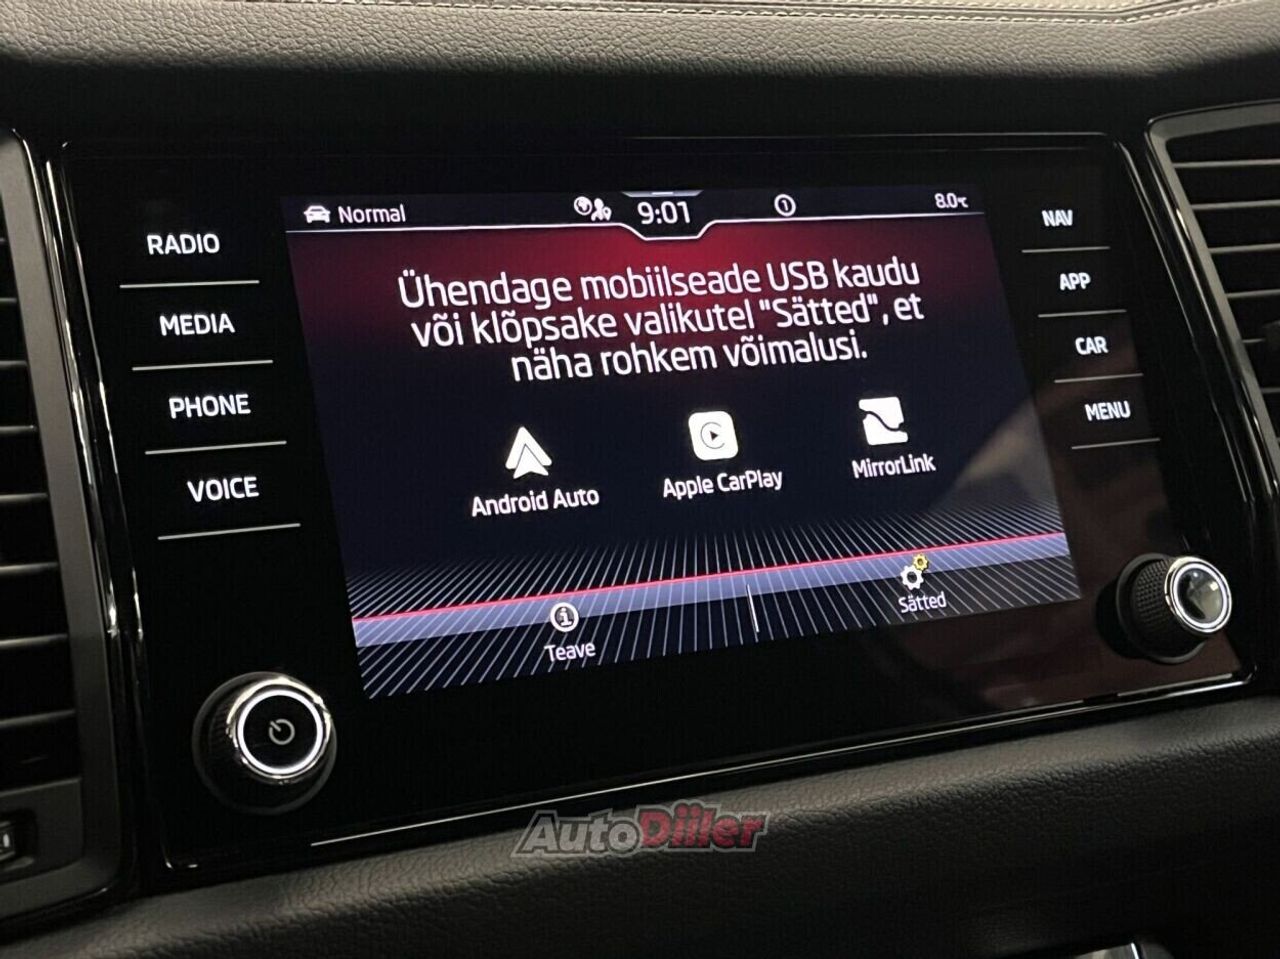 Normal
9:01
1
8.0°C
RADIO
MEDIA
PHONE
VOICE
NAV
APP
CAR
MENU
Ühendage mobiilseade USB kaudu
või klõpsake valikutel "Sätted", et
näha rohkem võimalusi.
Android Auto
Apple CarPlay
MirrorLink
Teave
Sätted
AutoDiiler